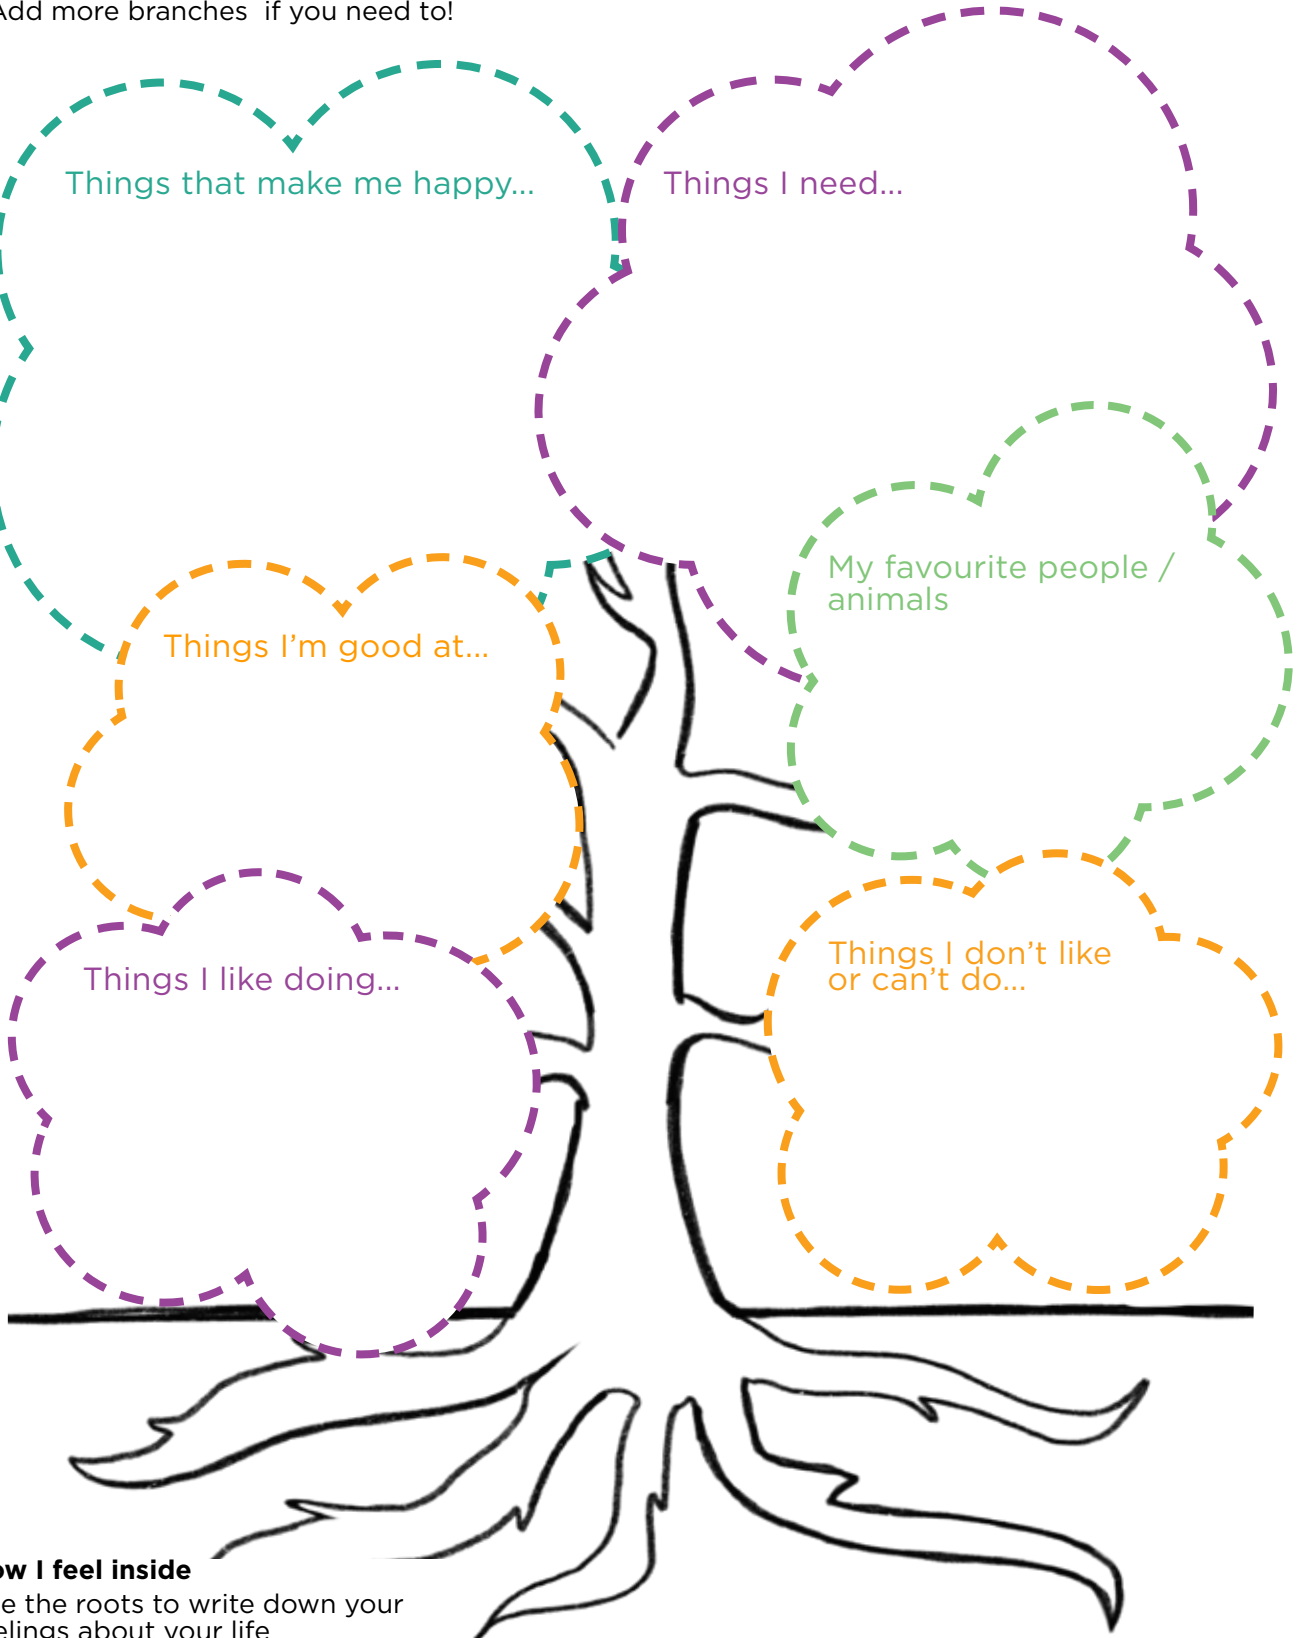 Add more branches  if you need to!
Things that make me happy...
Things I need...
My favourite people /
animals
Things I'm good at...
Things I don't like
or can't do...
Things I like doing...
I feel inside
the roots to write down your
about your life